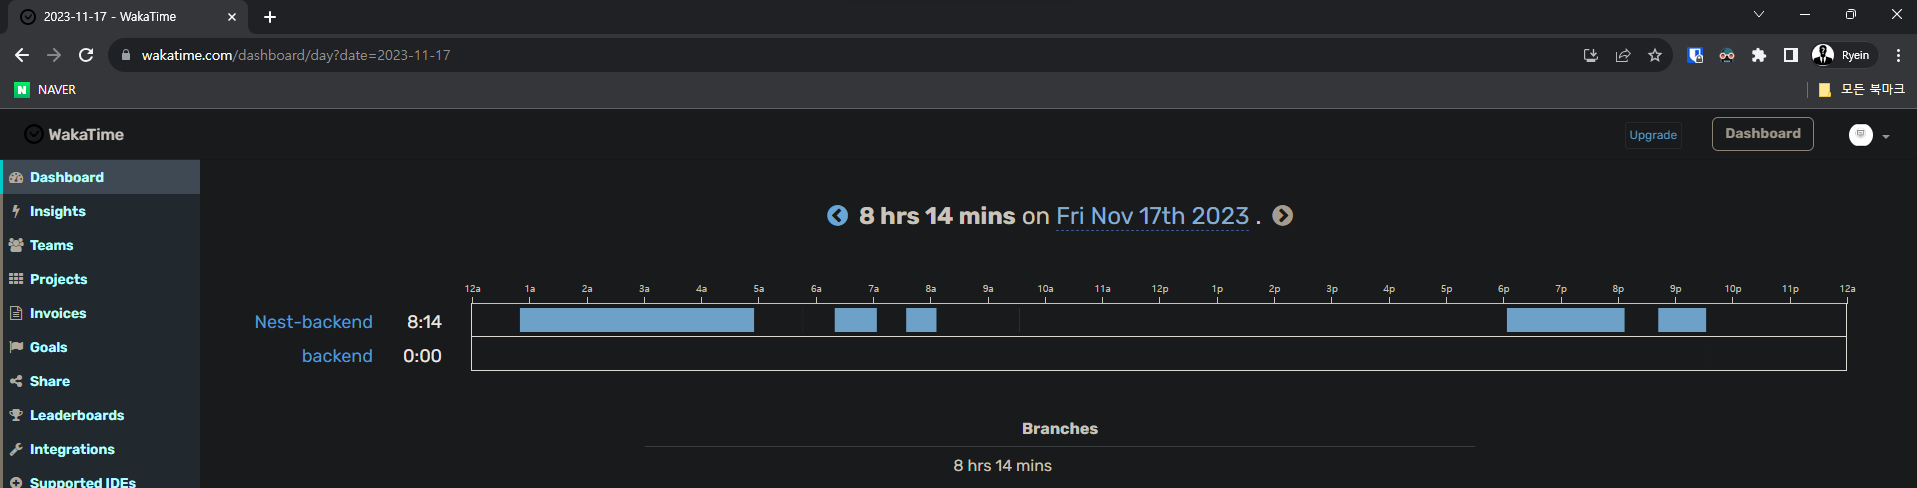 2023-11-17 - WakaTime
wakatime.com/dashboard/day?date=2023-11-17
Ryein
N NAVER
모든 북마크
WakaTime
Upgrade
Dashboard
Dashboard
Insights
Teams
Projects
Invoices
Goals
Share
Leaderboards
Integrations
Supported IDEs
8 hrs 14 mins on Fri Nov 17th 2023 .
12a 1a 2a 3a 4a 5a 6a 7a 8a 9a 10a 11a 12p 1p 2p 3p 4p 5p 6p 7p 8p 9p 10p 11p 12a
Nest-backend 8:14
backend 0:00
Branches
8 hrs 14 mins